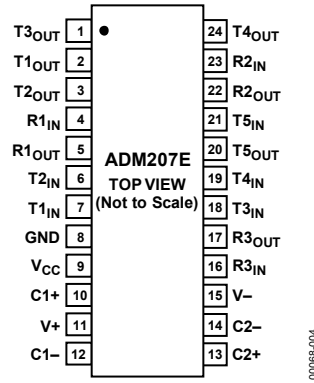 T3OUT 1 24 T4OUT
T1OUT 2 23 R2IN
T2OUT 3 22 R2OUT
R1IN 4 21 T5IN
R1OUT 5 20 T5OUT
ADM207E
T2IN 6 19 T4IN
TOP VIEW
(Not to Scale)
T1IN 7 18 T3IN
GND 8 17 R3OUT
VCC 9 16 R3IN
C1+ 10 15 V–
V+ 11 14 C2–
C1– 12 13 C2+
00068-004